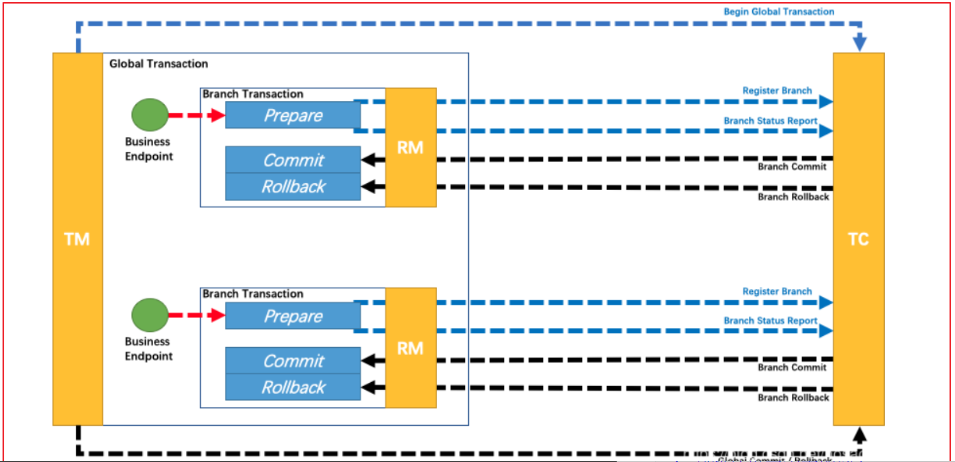 Begin Global Transaction
Global Transaction
Branch Transaction
Register Branch
Prepare
Branch Status Report
Business
Endpoint
RM
Commit
Branch Commit
Rollback
Branch Rollback
TM
TC
Branch Transaction
Register Branch
Prepare
Branch Status Report
Business
Endpoint
RM
Commit
Branch Commit
Rollback
Branch Rollback
Global Commit / Rollback